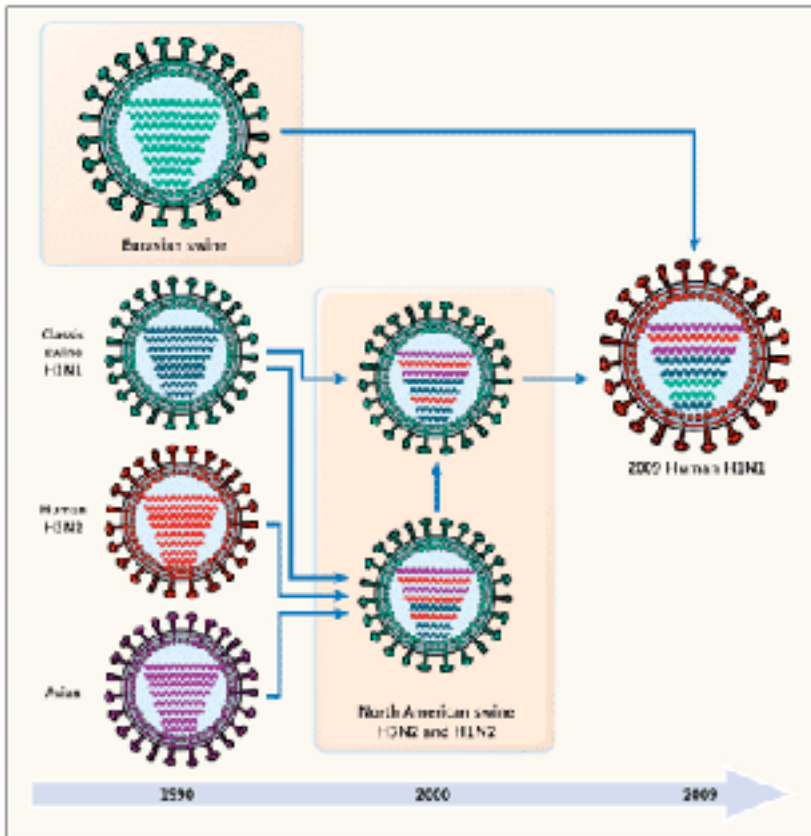 Eurasian swine
Classic
swine
H1N1
Human
H3N2
Avian
North American swine
H3N2 and H1N2
2009 Human H1N1
1990
2000
2009